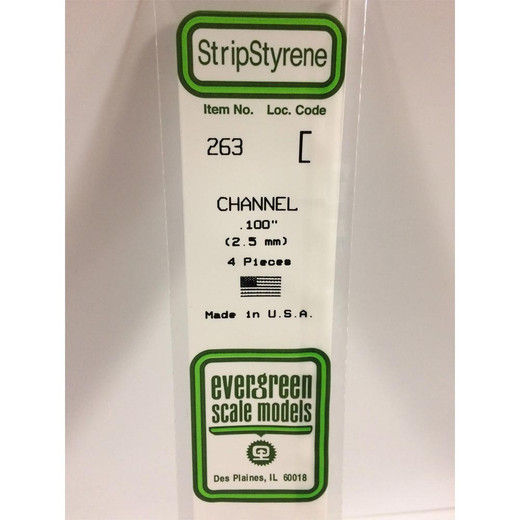 StripStyrene
Item No. Loc. Code
263
CHANNEL
.100"
(2.5 mm)
4 Pieces
Made in U.S.A.
evergreen
scale models
Des Plaines, IL 60018